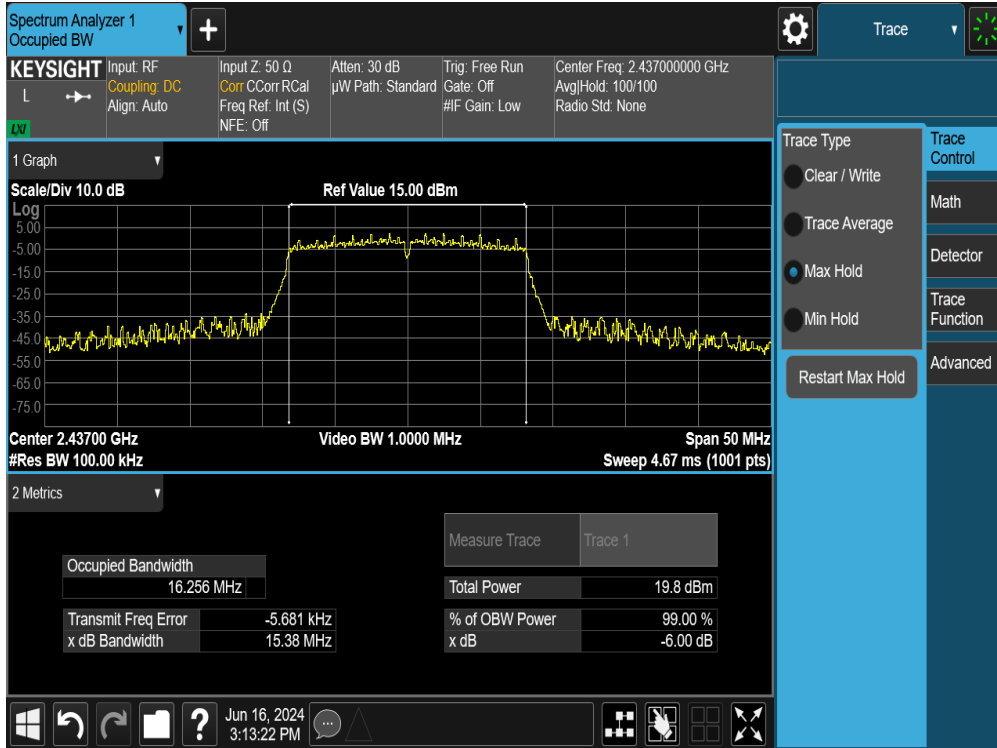 Spectrum Analyzer 1
Occupied BW
+
Trace
KEYSIGHT
L
LXI
Input: RF
Coupling: DC
Align: Auto
Input Z: 50 Ω
Corr CCorr RCal
Freq Ref: Int (S)
NFE: Off
Atten: 30 dB
µW Path: Standard
Trig: Free Run
Gate: Off
#IF Gain: Low
Center Freq: 2.437000000 GHz
Avg|Hold: 100/100
Radio Std: None
1 Graph
Scale/Div 10.0 dB
Ref Value 15.00 dBm
Log
5.00
-5.00
-15.0
-25.0
-35.0
-45.0
-55.0
-65.0
-75.0
Center 2.43700 GHz
Video BW 1.0000 MHz
Span 50 MHz
#Res BW 100.00 kHz
Sweep 4.67 ms (1001 pts)
2 Metrics
Measure Trace
Trace 1
Occupied Bandwidth
16.256 MHz
Total Power
19.8 dBm
Transmit Freq Error
-5.681 kHz
% of OBW Power
99.00 %
x dB Bandwidth
15.38 MHz
x dB
-6.00 dB
Trace Type
Clear / Write
Trace Average
Max Hold
Min Hold
Restart Max Hold
Trace
Control
Math
Detector
Trace
Function
Advanced
?
Jun 16, 2024
3:13:22 PM